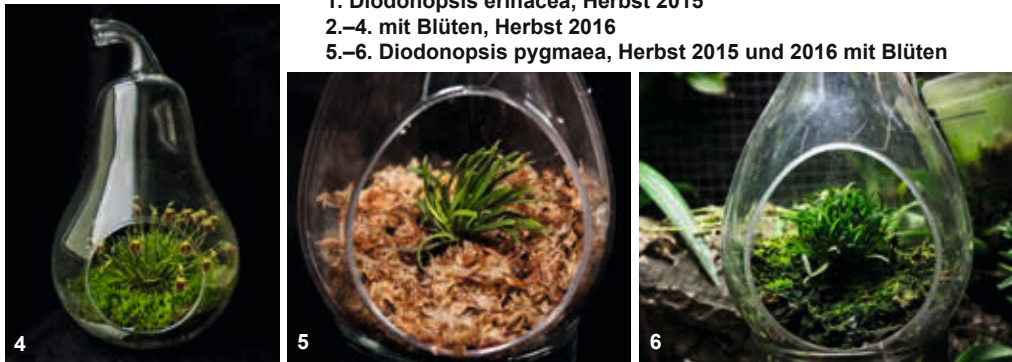 1. Diodonopsis erinacea, Herbst 2015
2.–4. mit Blüten, Herbst 2016
5.–6. Diodonopsis pygmaea, Herbst 2015 und 2016 mit Blüten
4
5
6